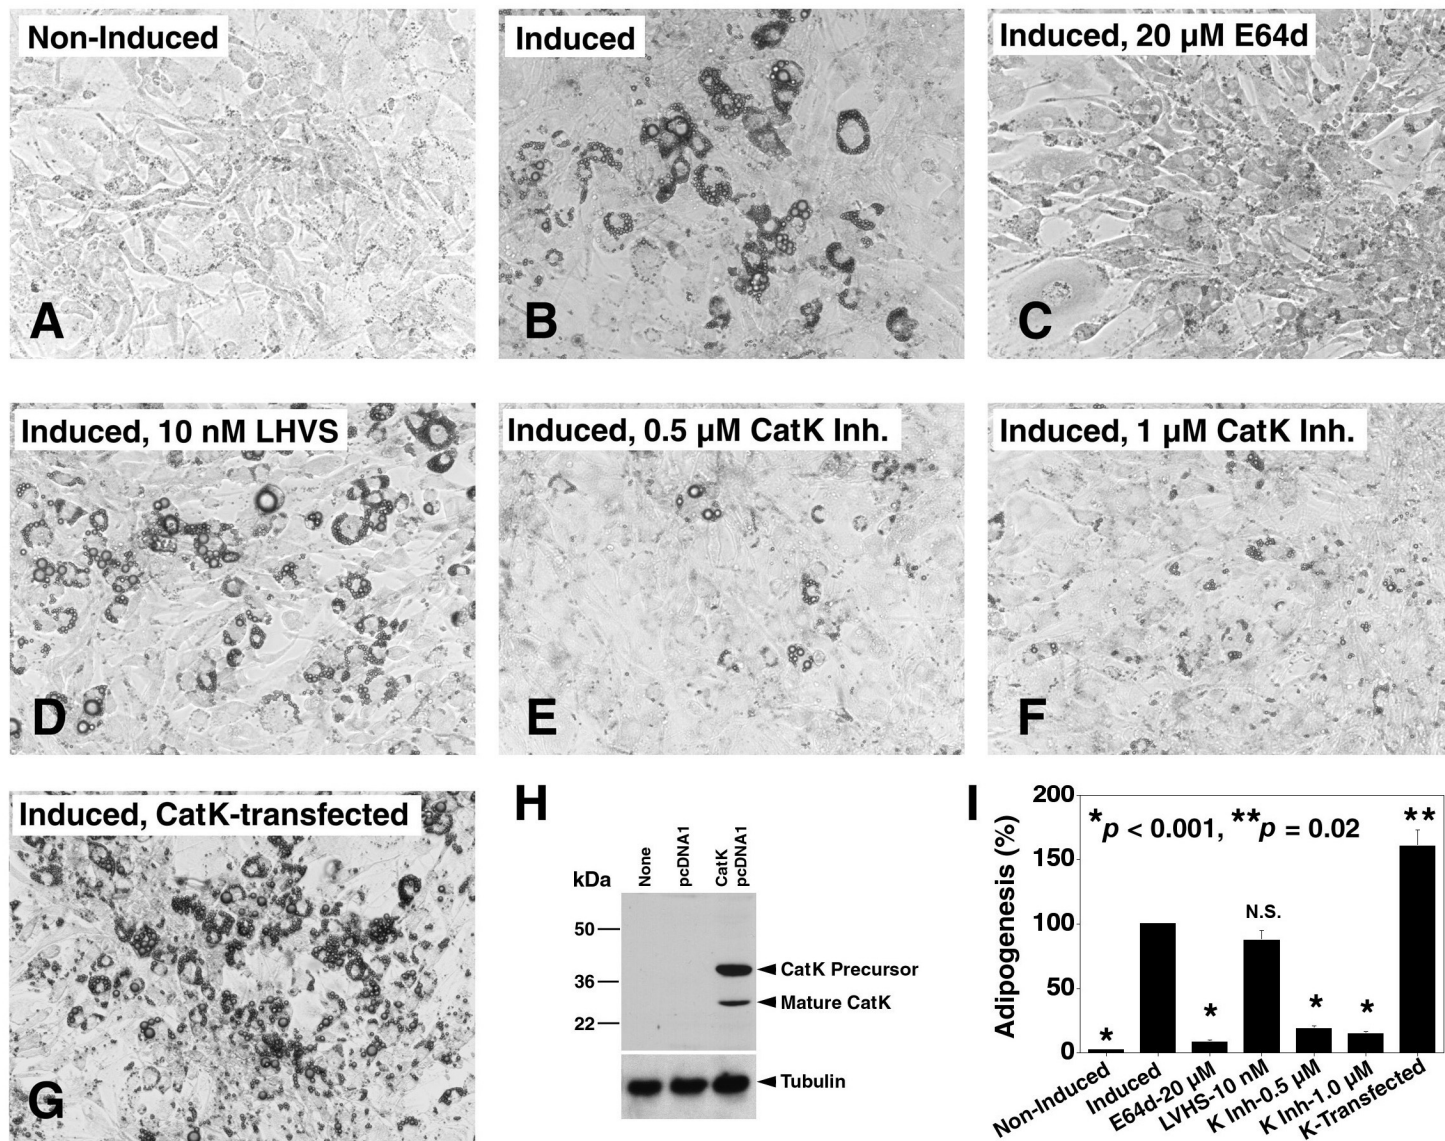 Non-Induced
A
Induced
B
Induced, 20 µM E64d
C
Induced, 10 nM LHVS
D
Induced, 0.5 µM CatK Inh.
E
Induced, 1 µM CatK Inh.
F
Induced, CatK-transfected
G
H
kDa
None
pcDNA1
CatK
pcDNA1
50
36
22
CatK Precursor
Mature CatK
Tubulin
I
Adipogenesis (%)
200
150
100
50
0
*p < 0.001, **p = 0.02
*
*
N.S.
*
*
**
Non-Induced
Induced
E64d-20 µM
LVHS-10 nM
K Inh-0.5 µM
K Inh-1.0 µM
K-Transfected